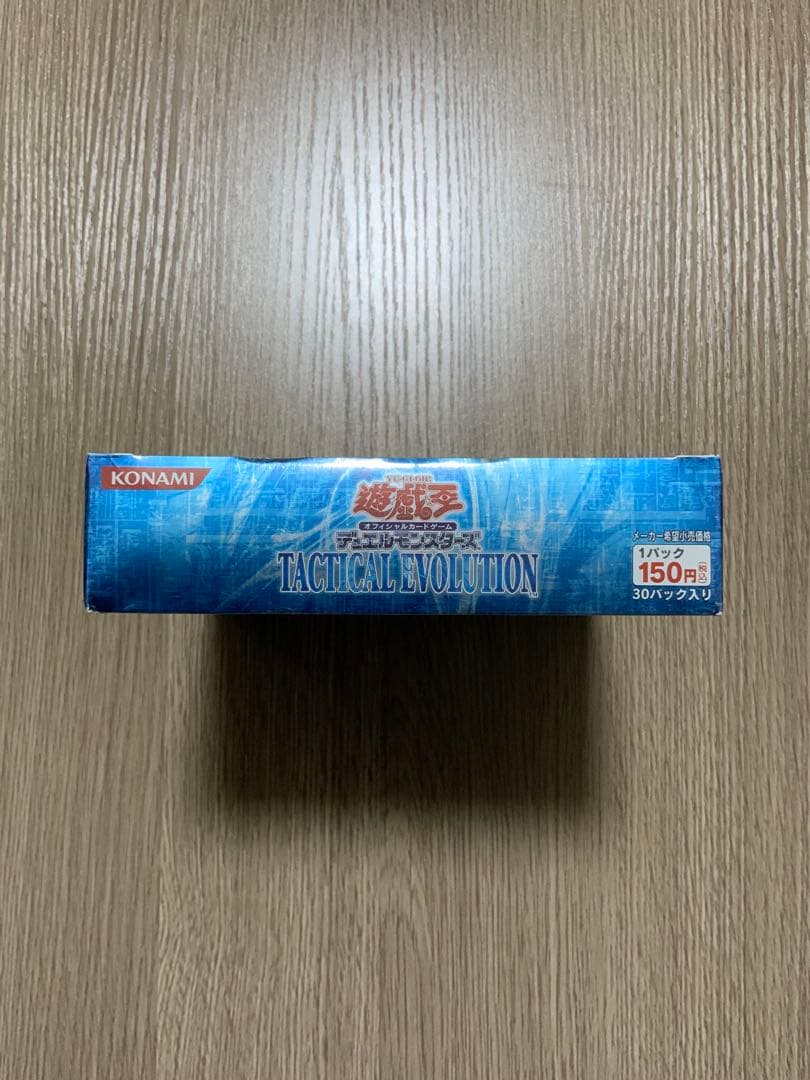 KONAMI
YU-GI-OH!
遊戯王
オフィシャルカードゲーム
デュエルモンスターズ
TACTICAL EVOLUTION
メーカー希望小売価格
1パック
150円(税込)
30パック入り